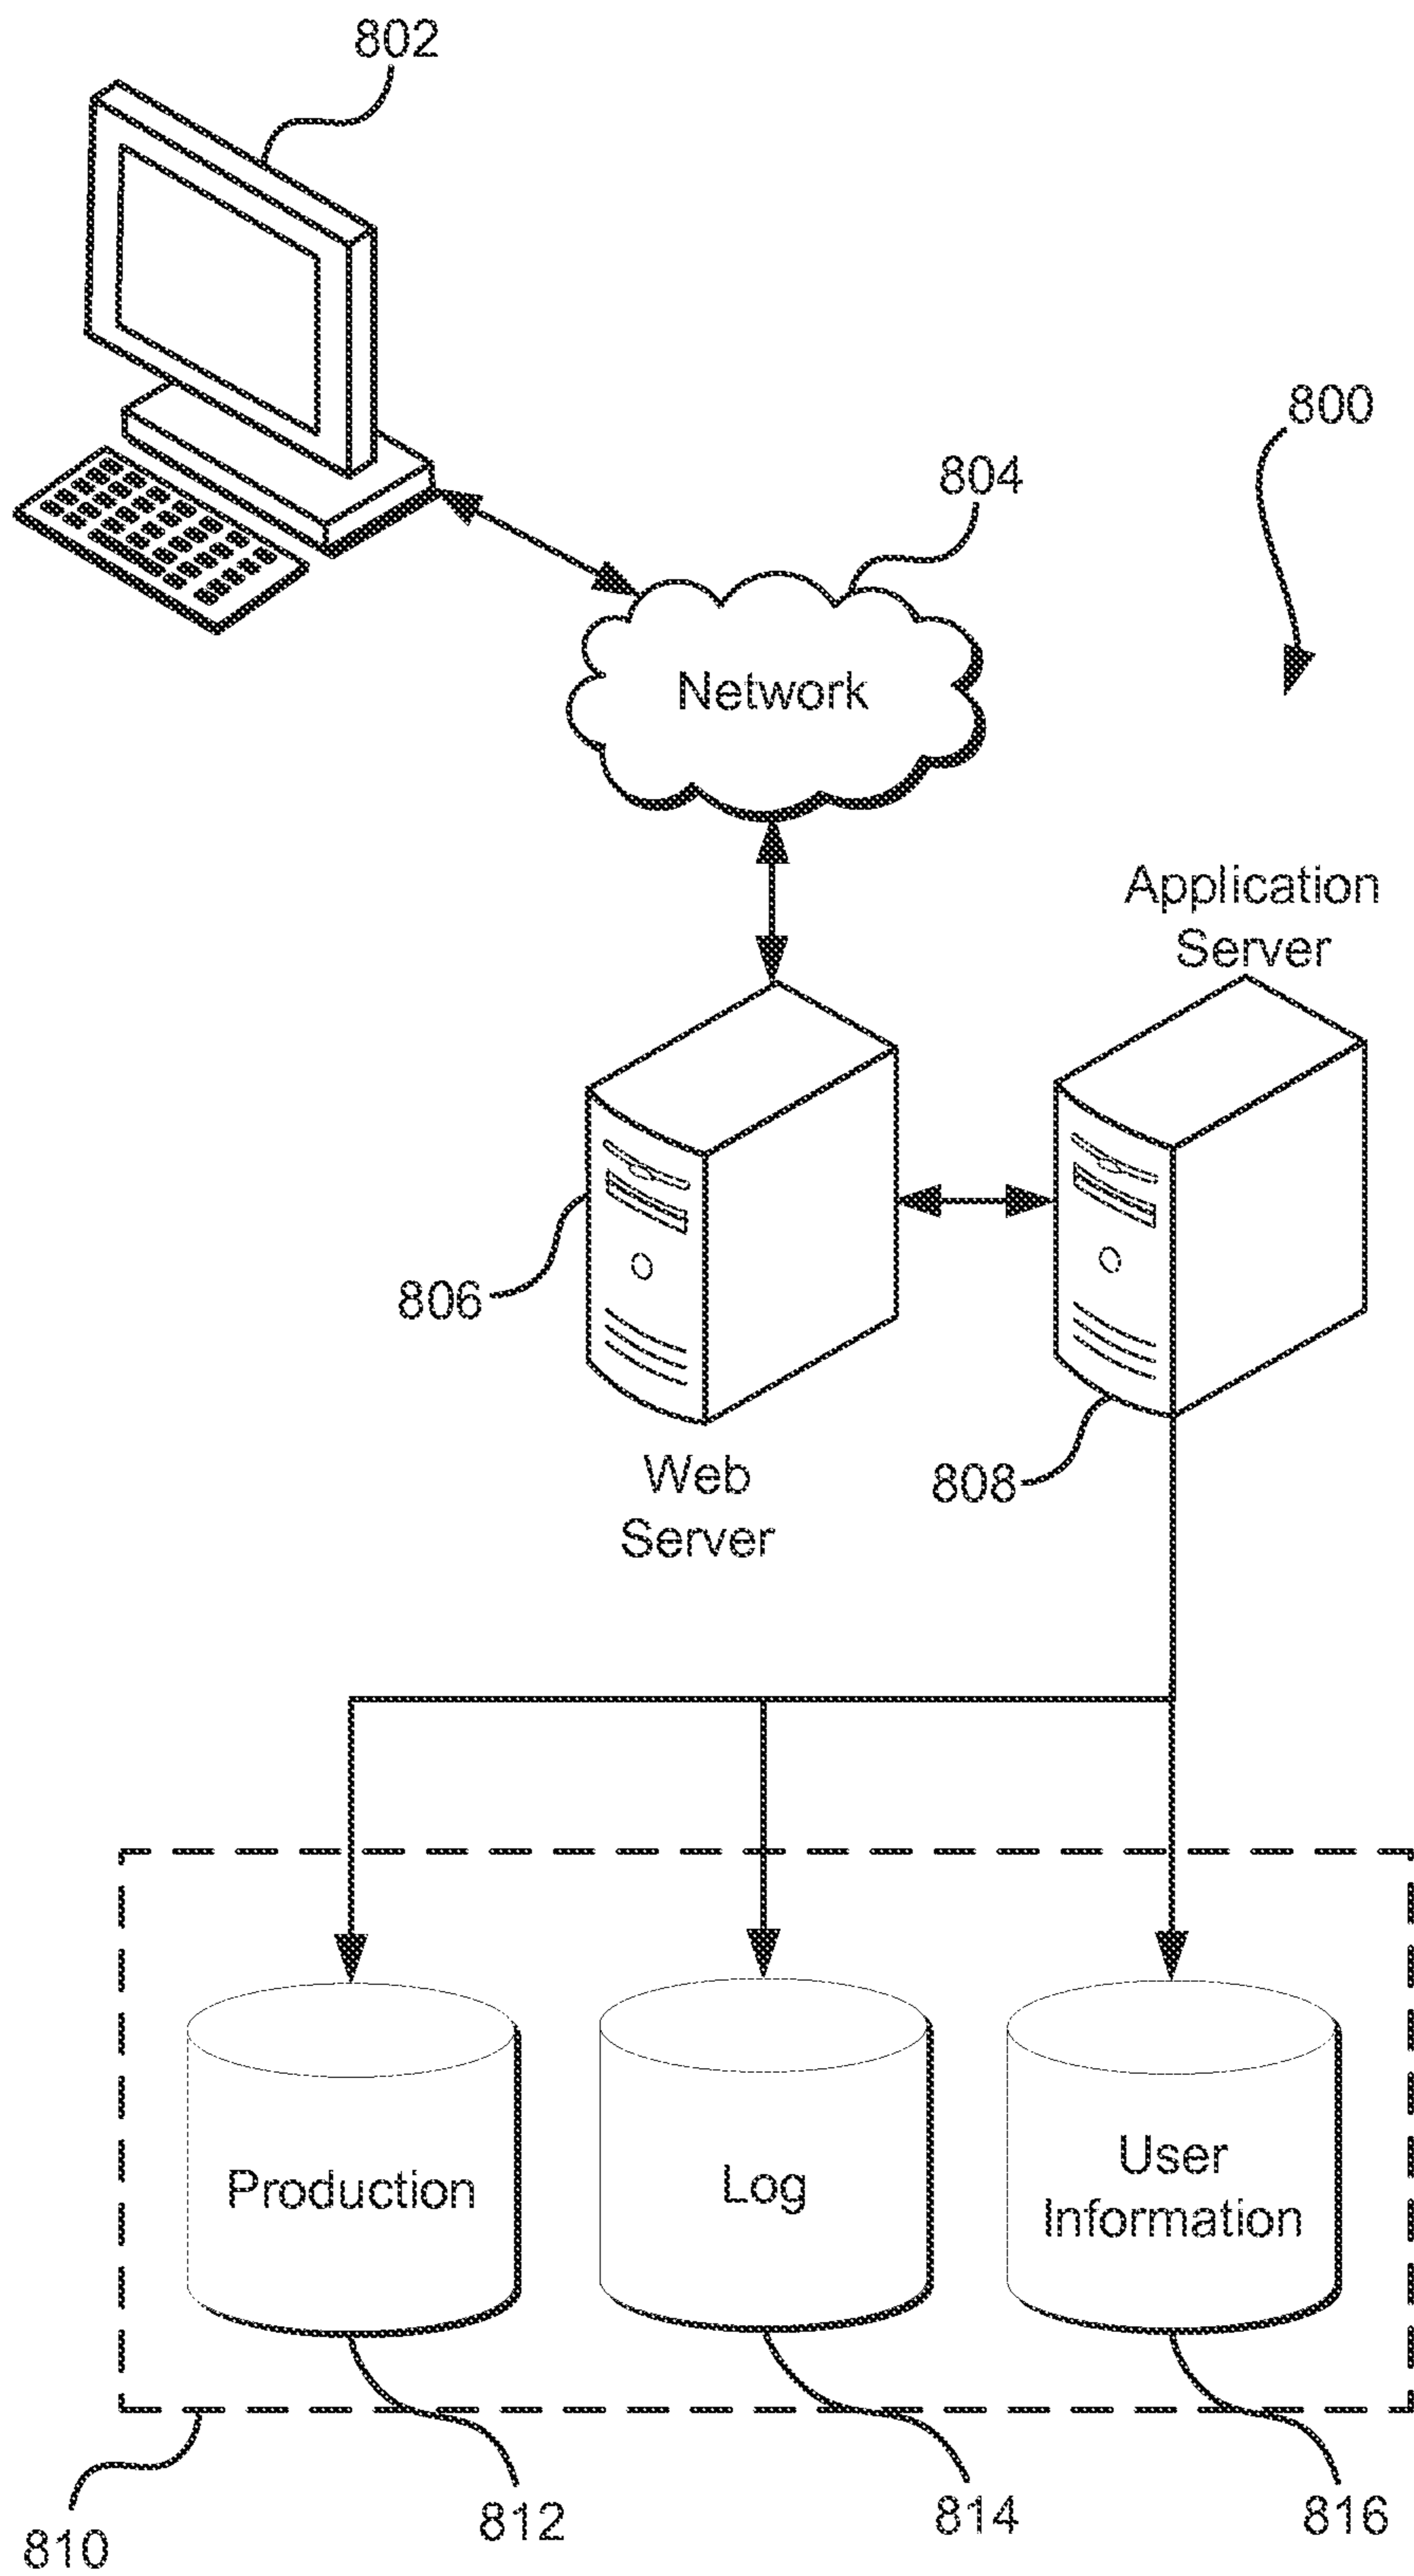 802
800
804
Network
Application
Server
806
Web
Server
808
Production
Log
User
Information
810
812
814
816